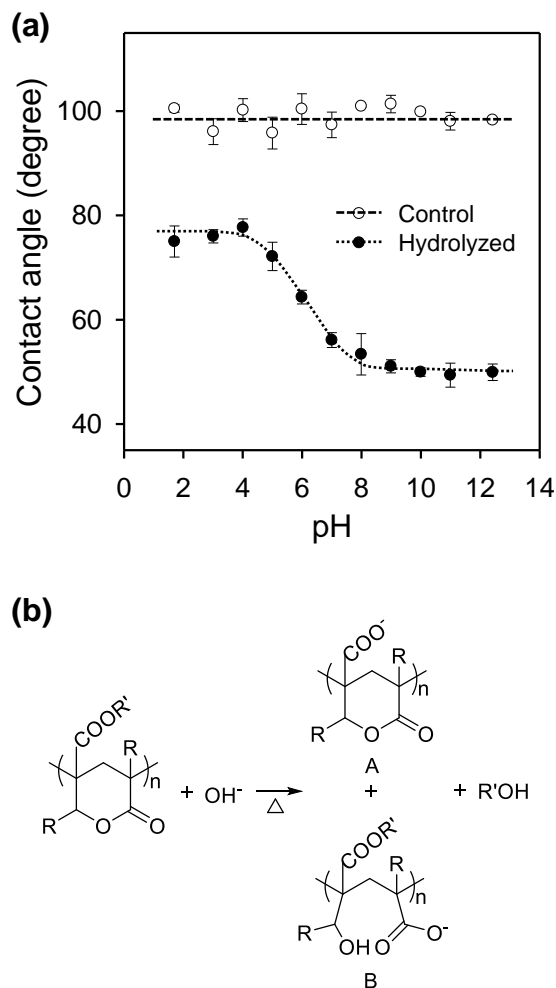 (a)
Contact angle (degree)
100
80
60
40
Control
Hydrolyzed
0 2 4 6 8 10 12 14
pH
(b)
COOR'
R
n
R
O
O
+ OH-
△
COO-
R
n
R
O
O
A
+
+ R'OH
COOR'
R
n
R
OH
O
O-
B